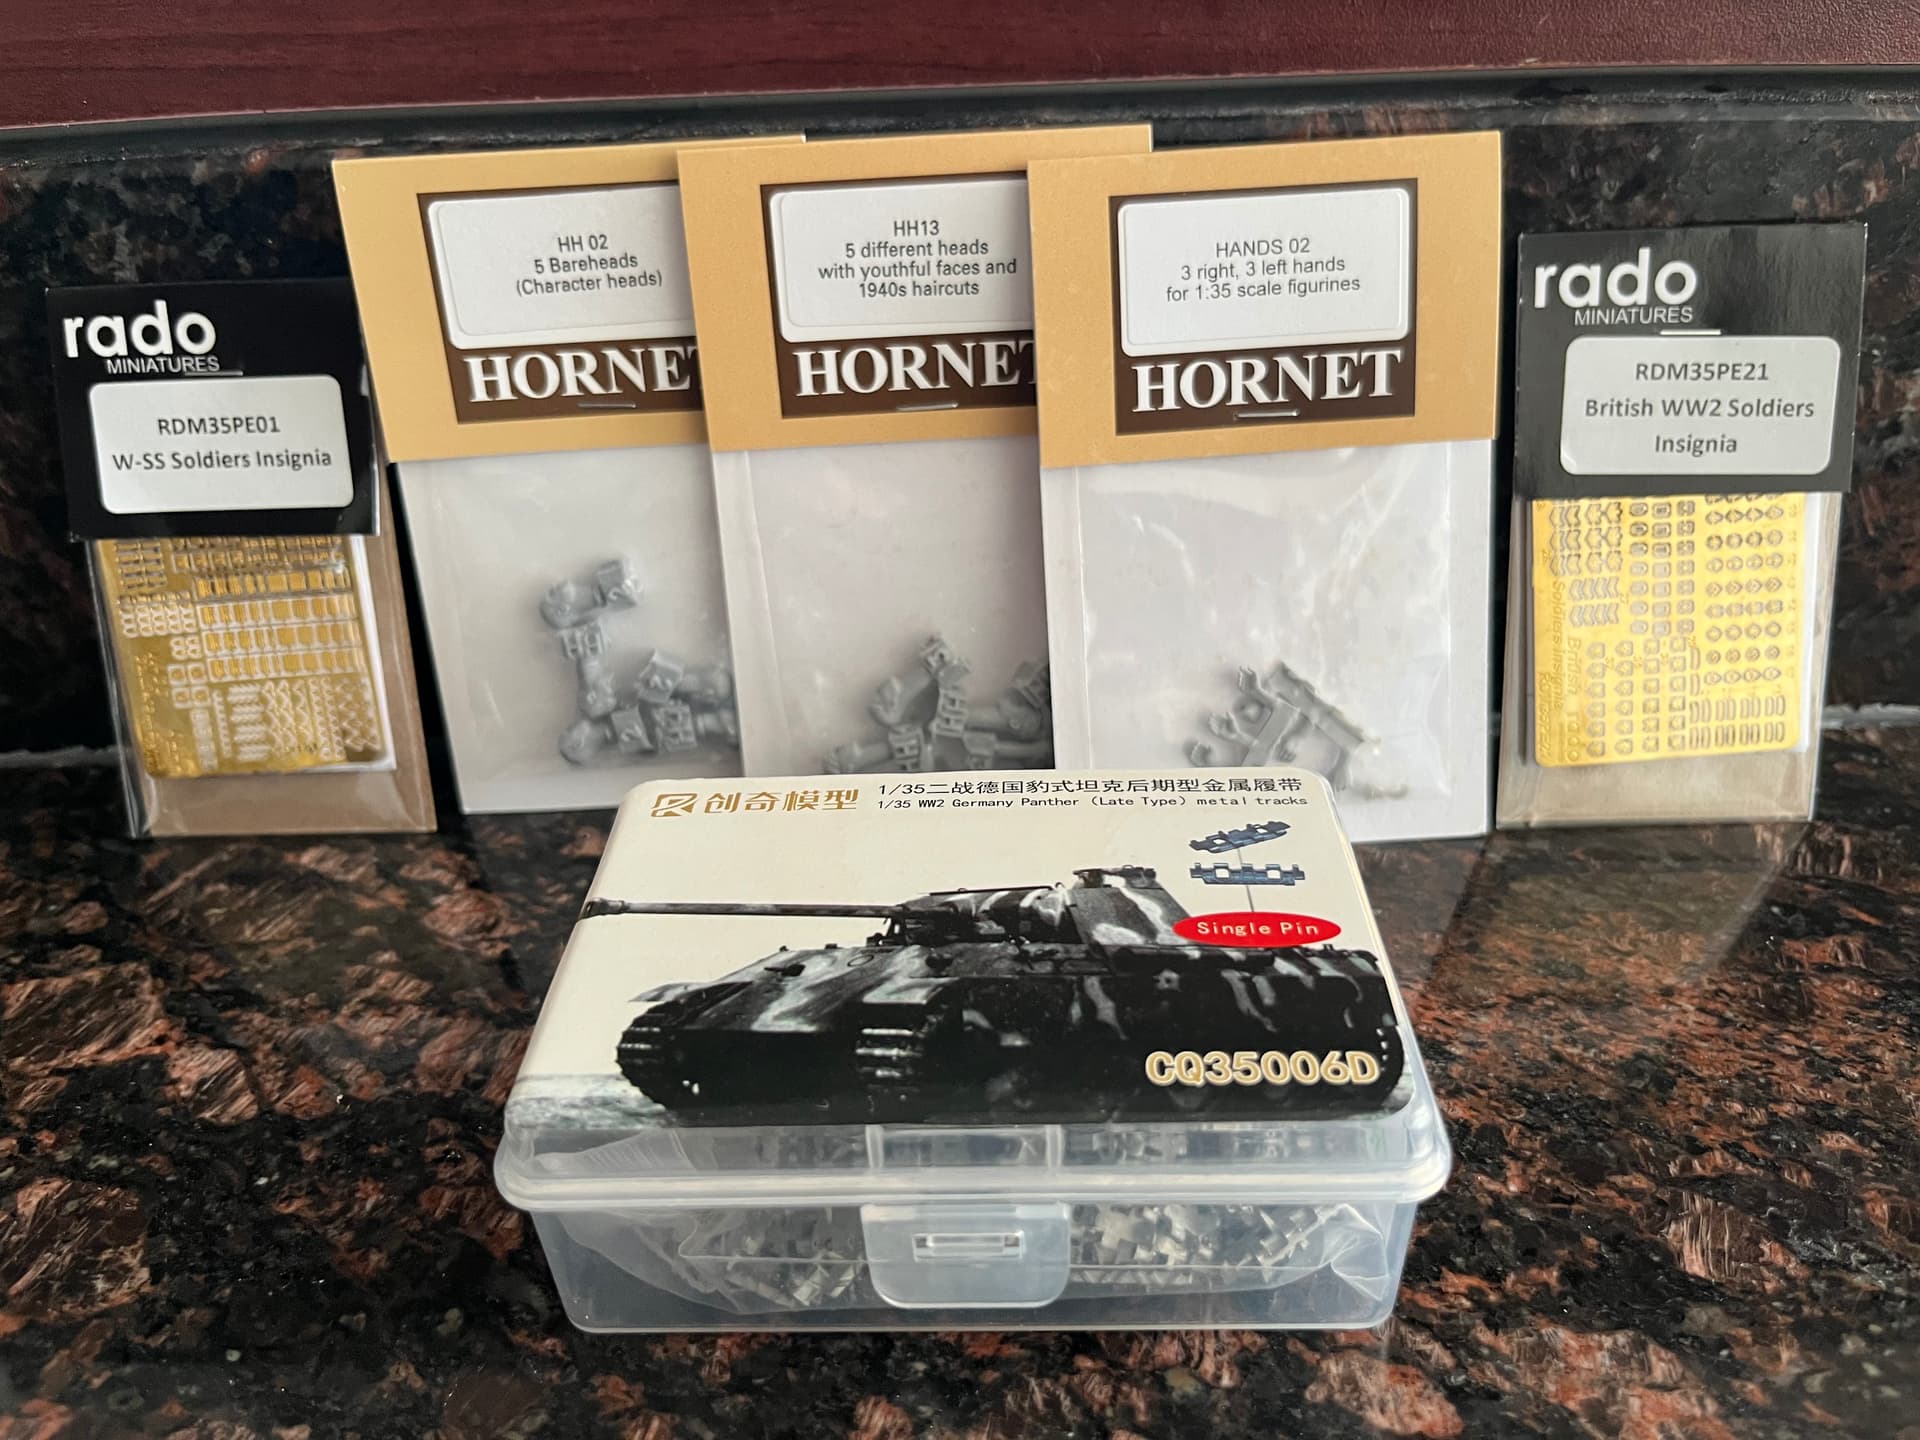 rado
MINIATURES
RDM35PE01
W-SS Soldiers Insignia
HH 02
5 Bareheads
(Character heads)
HORNET
HH13
5 different heads
with youthful faces and
1940s haircuts
HORNET
HANDS 02
3 right, 3 left hands
for 1:35 scale figurines
HORNET
rado
MINIATURES
RDM35PE21
British WW2 Soldiers
Insignia
创奇模型
1/35二战德国豹式坦克后期型金属履带
1/35 WW2 Germany Panther (Late Type) metal tracks
Single Pin
CQ35006D